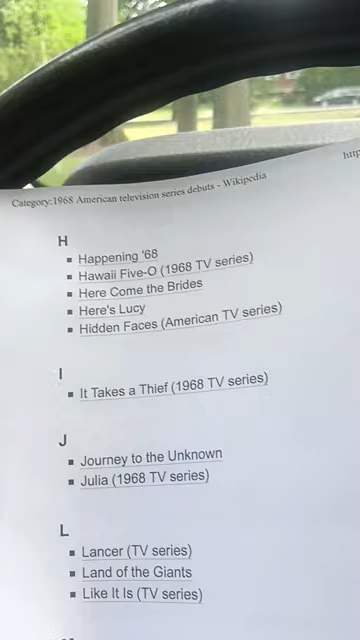 http
Category:1968 American television series debuts - Wikipedia
H
Happening '68
Hawaii Five-O (1968 TV series)
Here Come the Brides
Here's Lucy
Hidden Faces (American TV series)
I
It Takes a Thief (1968 TV series)
J
Journey to the Unknown
Julia (1968 TV series)
L
Lancer (TV series)
Land of the Giants
Like It Is (TV series)